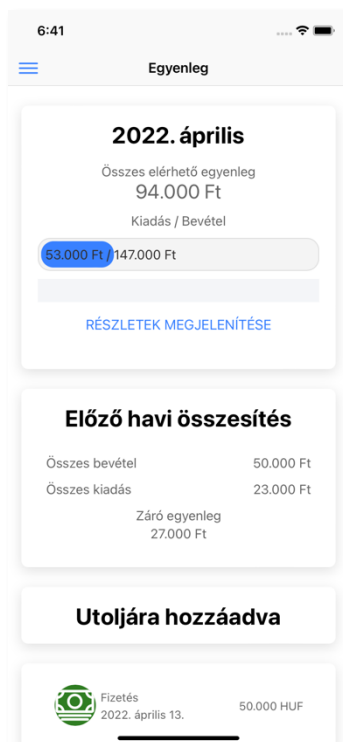 6:41
Egyenleg
2022. április
Összes elérhető egyenleg
94.000 Ft
Kiadás / Bevétel
53.000 Ft / 147.000 Ft
RÉSZLETEK MEGJELENÍTÉSE
Előző havi összesítés
Összes bevétel 50.000 Ft
Összes kiadás 23.000 Ft
Záró egyenleg
27.000 Ft
Utoljára hozzáadva
Fizetés
2022. április 13. 50.000 HUF